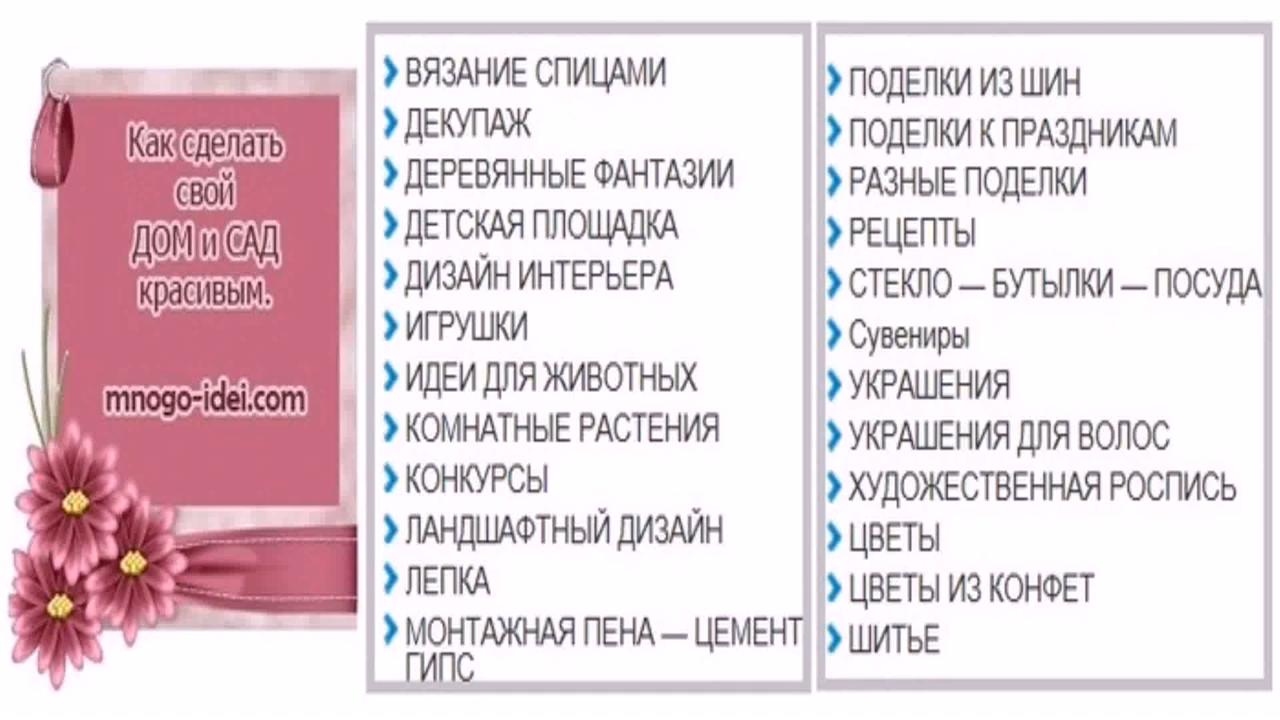 Как сделать
свой
ДОМ и САД
красивым.
mnogo-idei.com
ВЯЗАНИЕ СПИЦАМИ
ДЕКУПАЖ
ДЕРЕВЯННЫЕ ФАНТАЗИИ
ДЕТСКАЯ ПЛОЩАДКА
ДИЗАЙН ИНТЕРЬЕРА
ИГРУШКИ
ИДЕИ ДЛЯ ЖИВОТНЫХ
КОМНАТНЫЕ РАСТЕНИЯ
КОНКУРСЫ
ЛАНДШАФТНЫЙ ДИЗАЙН
ЛЕПКА
МОНТАЖНАЯ ПЕНА — ЦЕМЕНТ
ГИПС
ПОДЕЛКИ ИЗ ШИН
ПОДЕЛКИ К ПРАЗДНИКАМ
РАЗНЫЕ ПОДЕЛКИ
РЕЦЕПТЫ
СТЕКЛО — БУТЫЛКИ — ПОСУДА
Сувениры
УКРАШЕНИЯ
УКРАШЕНИЯ ДЛЯ ВОЛОС
ХУДОЖЕСТВЕННАЯ РОСПИСЬ
ЦВЕТЫ
ЦВЕТЫ ИЗ КОНФЕТ
ШИТЬЕ